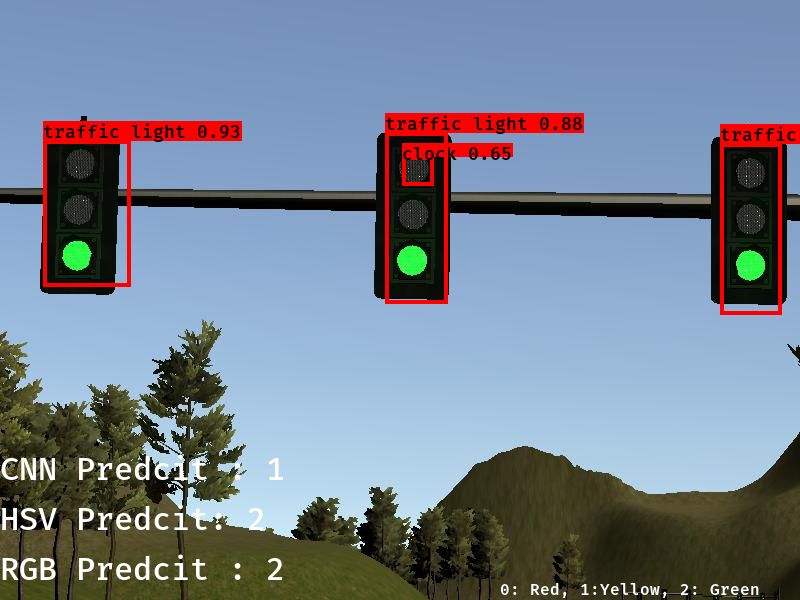 traffic light 0.93
traffic light 0.88
traffic
clock 0.65
CNN Predcit : 1
HSV Predcit: 2
RGB Predcit : 2
0: Red, 1:Yellow, 2: Green